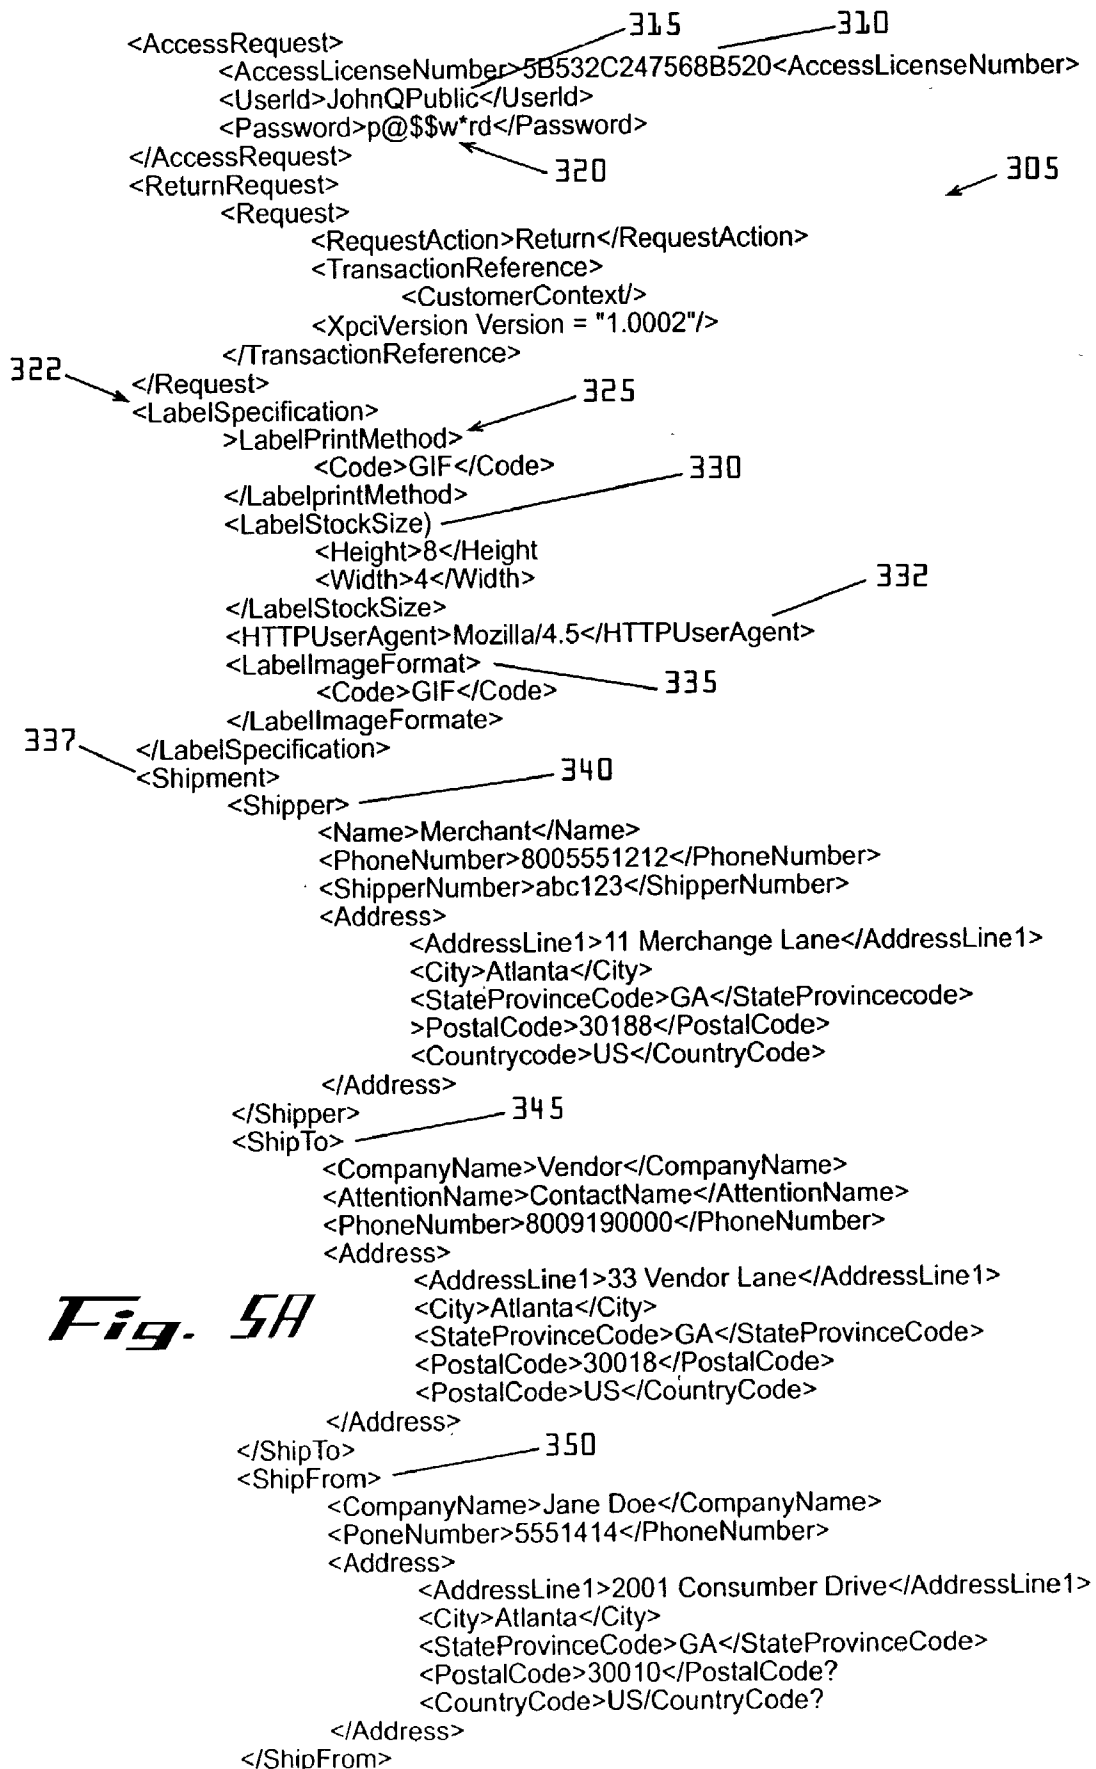 315 310
<AccessRequest>
<AccessLicenseNumber>5B532C247568B520<AccessLicenseNumber>
<UserId>JohnQPublic</UserId>
<Password>p@$$w*rd</Password>
</AccessRequest>
320 305
<ReturnRequest>
<Request>
<RequestAction>Return</RequestAction>
<TransactionReference>
<CustomerContext/>
<XpciVersion Version = "1.0002"/>
</TransactionReference>
322
</Request>
325
<LabelSpecification>
>LabelPrintMethod>
<Code>GIF</Code> 330
</LabelprintMethod>
<LabelStockSize)
<Height>8</Height
<Width>4</Width> 332
</LabelStockSize>
<HTTPUserAgent>Mozilla/4.5</HTTPUserAgent>
<LabelImageFormat>
<Code>GIF</Code> 335
</LabelImageFormate>
337
</LabelSpecification>
<Shipment> 340
<Shipper>
<Name>Merchant</Name>
<PhoneNumber>8005551212</PhoneNumber>
<ShipperNumber>abc123</ShipperNumber>
<Address>
<AddressLine1>11 Merchange Lane</AddressLine1>
<City>Atlanta</City>
<StateProvinceCode>GA</StateProvincecode>
>PostalCode>30188</PostalCode>
<Countrycode>US</CountryCode>
</Address>
</Shipper> 345
<ShipTo>
<CompanyName>Vendor</CompanyName>
<AttentionName>ContactName</AttentionName>
<PhoneNumber>8009190000</PhoneNumber>
<Address>
<AddressLine1>33 Vendor Lane</AddressLine1>
<City>Atlanta</City>
Fig. 5A
<StateProvinceCode>GA</StateProvinceCode>
<PostalCode>30018</PostalCode>
<PostalCode>US</CountryCode>
</Address>
</ShipTo> 350
<ShipFrom>
<CompanyName>Jane Doe</CompanyName>
<PoneNumber>5551414</PhoneNumber>
<Address>
<AddressLine1>2001 Consumber Drive</AddressLine1>
<City>Atlanta</City>
<StateProvinceCode>GA</StateProvinceCode>
<PostalCode>30010</PostalCode?
<CountryCode>US/CountryCode?
</Address>
</ShipFrom>